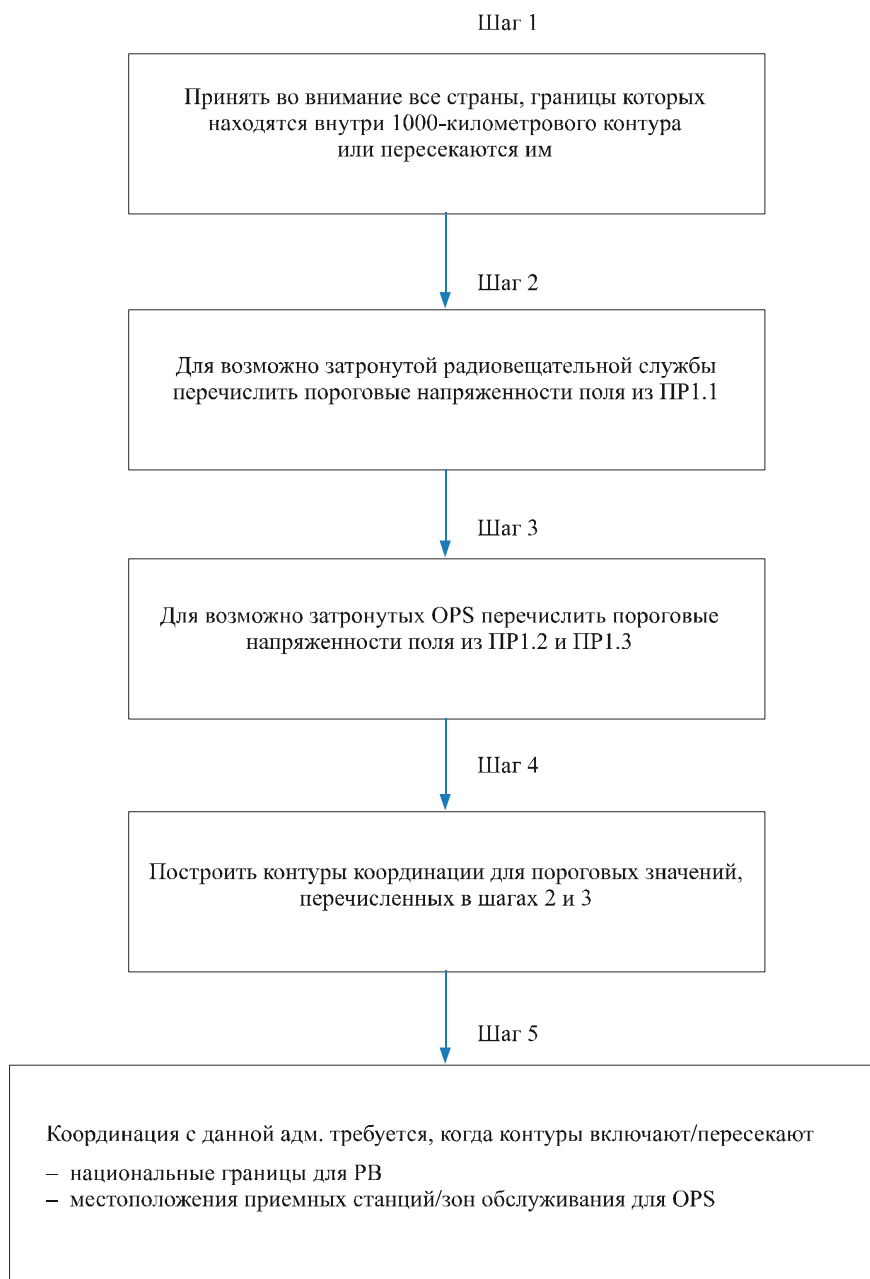 Шаг 1
Принять во внимание все страны, границы которых
находятся внутри 1000-километрового контура
или пересекаются им
Шаг 2
Для возможно затронутой радиовещательной службы
перечислить пороговые напряженности поля из ПР1.1
Шаг 3
Для возможно затронутых OPS перечислить пороговые
напряженности поля из ПР1.2 и ПР1.3
Шаг 4
Построить контуры координации для пороговых значений,
перечисленных в шагах 2 и 3
Шаг 5
Координация с данной адм. требуется, когда контуры включают/пересекают
– национальные границы для РВ
– местоположения приемных станций/зон обслуживания для OPS